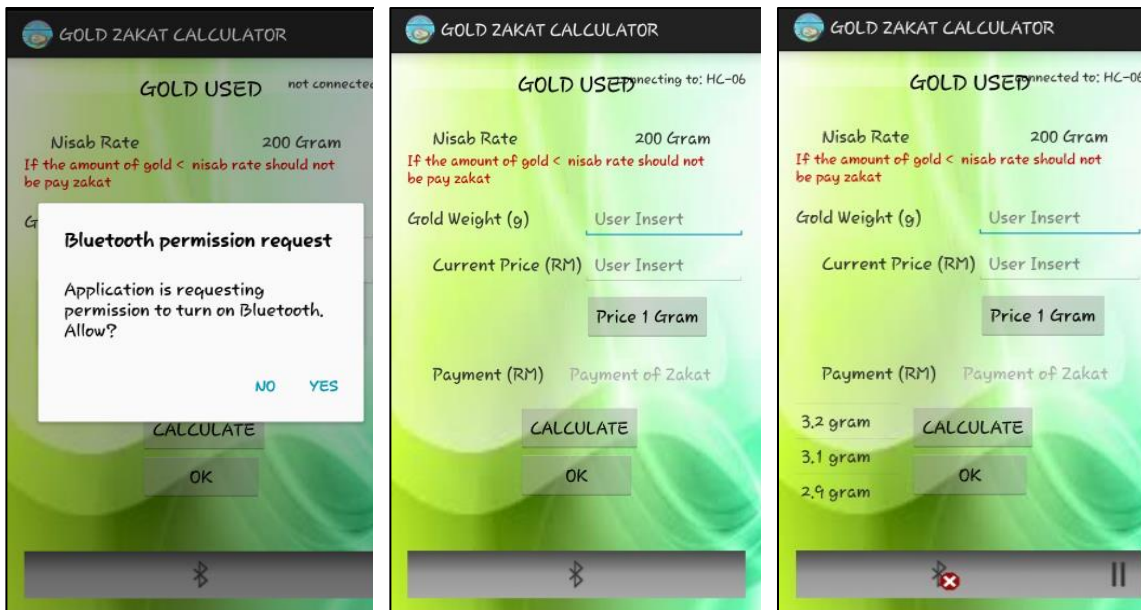 GOLD ZAKAT CALCULATOR
GOLD USED
not connected
Nisab Rate 200 Gram
If the amount of gold < nisab rate should not
be pay zakat
G
Bluetooth permission request
Application is requesting
permission to turn on Bluetooth.
Allow?
NO YES
CALCULATE
OK
GOLD ZAKAT CALCULATOR
GOLD USED
connecting to: HC-06
Nisab Rate 200 Gram
If the amount of gold < nisab rate should not
be pay zakat
Gold Weight (g) User Insert
Current Price (RM) User Insert
Price 1 Gram
Payment (RM) Payment of Zakat
CALCULATE
OK
GOLD ZAKAT CALCULATOR
GOLD USED
connected to: HC-06
Nisab Rate 200 Gram
If the amount of gold < nisab rate should not
be pay zakat
Gold Weight (g) User Insert
Current Price (RM) User Insert
Price 1 Gram
Payment (RM) Payment of Zakat
3.2 gram
CALCULATE
3.1 gram
OK
2.9 gram